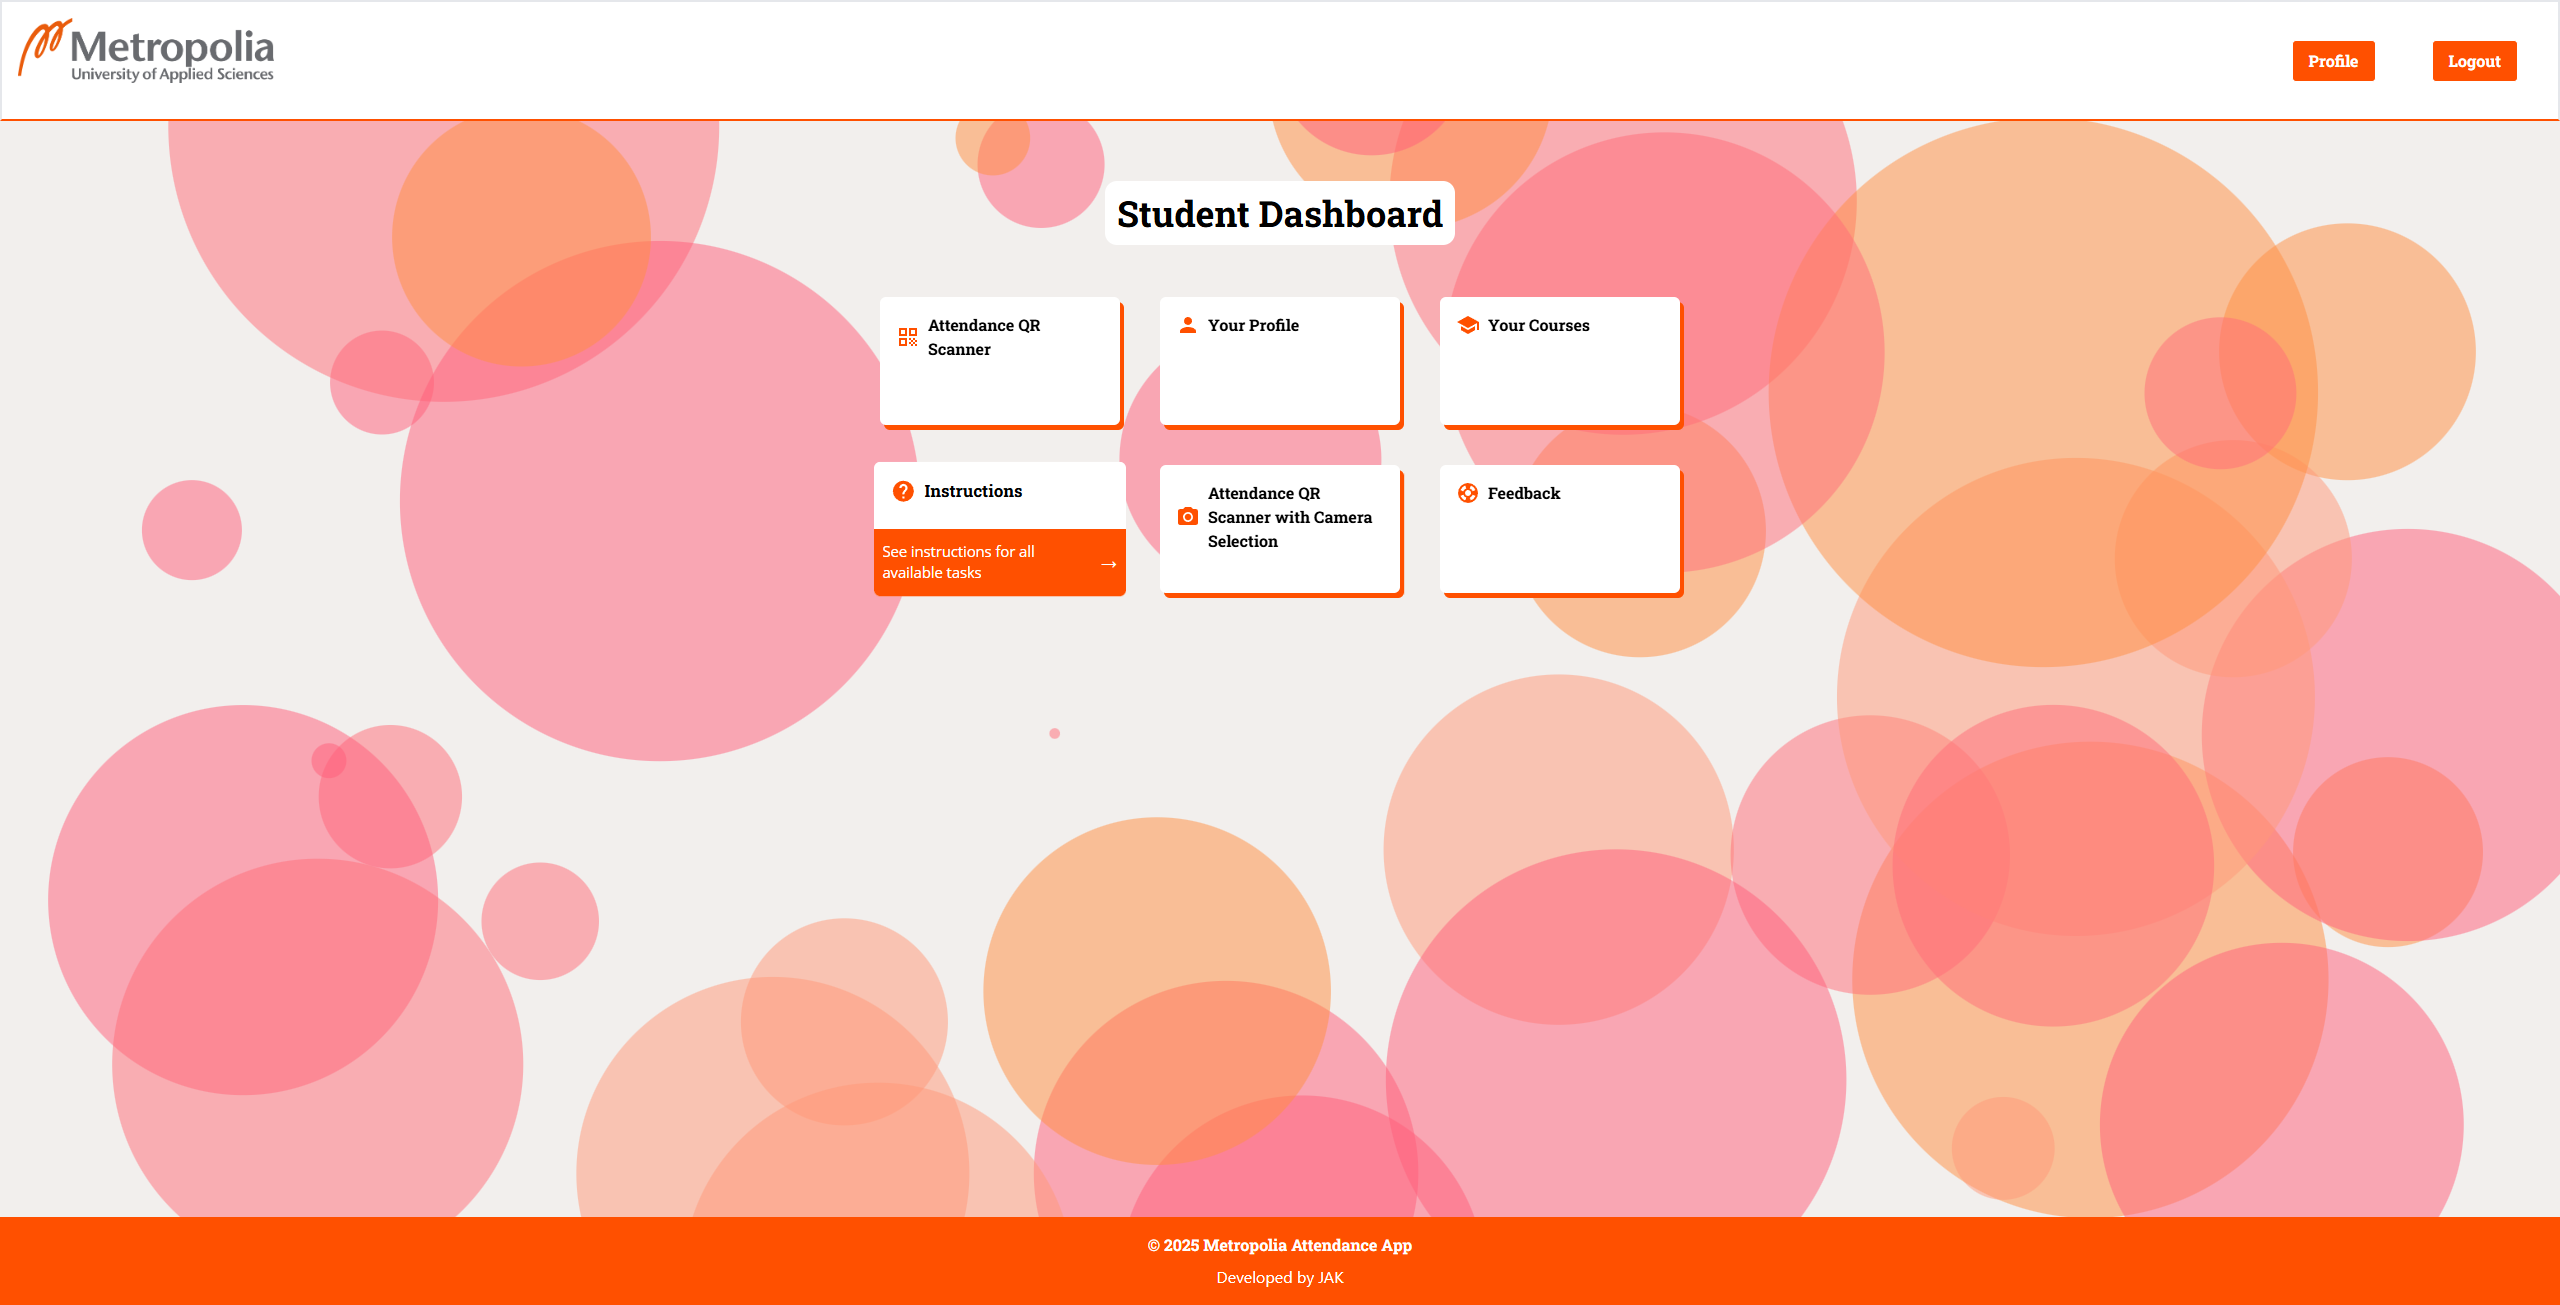 Metropolia
University of Applied Sciences
Profile
Logout
Student Dashboard
Attendance QR
Scanner
Your Profile
Your Courses
Instructions
See instructions for all
available tasks
→
Attendance QR
Scanner with Camera
Selection
Feedback
© 2025 Metropolia Attendance App
Developed by JAK